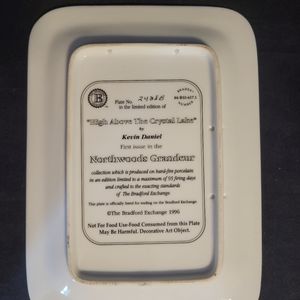 B
Plate No.
in the limited edition of
BRADEX
NUMBER
"High Above The Crystal Lake"
by
Kevin Daniel
First issue in the
Northwoods Grandeur
collection which is produced on hard-fire porcelain
in an edition limited to a maximum of 95 firing days
and crafted to the exacting standards
of The Bradford Exchange.
This plate is officially listed for trading on the Bradford Exchange.
©The Bradford Exchange 1996
Not For Food Use-Food Consumed from this Plate
May Be Harmful. Decorative Art Object.